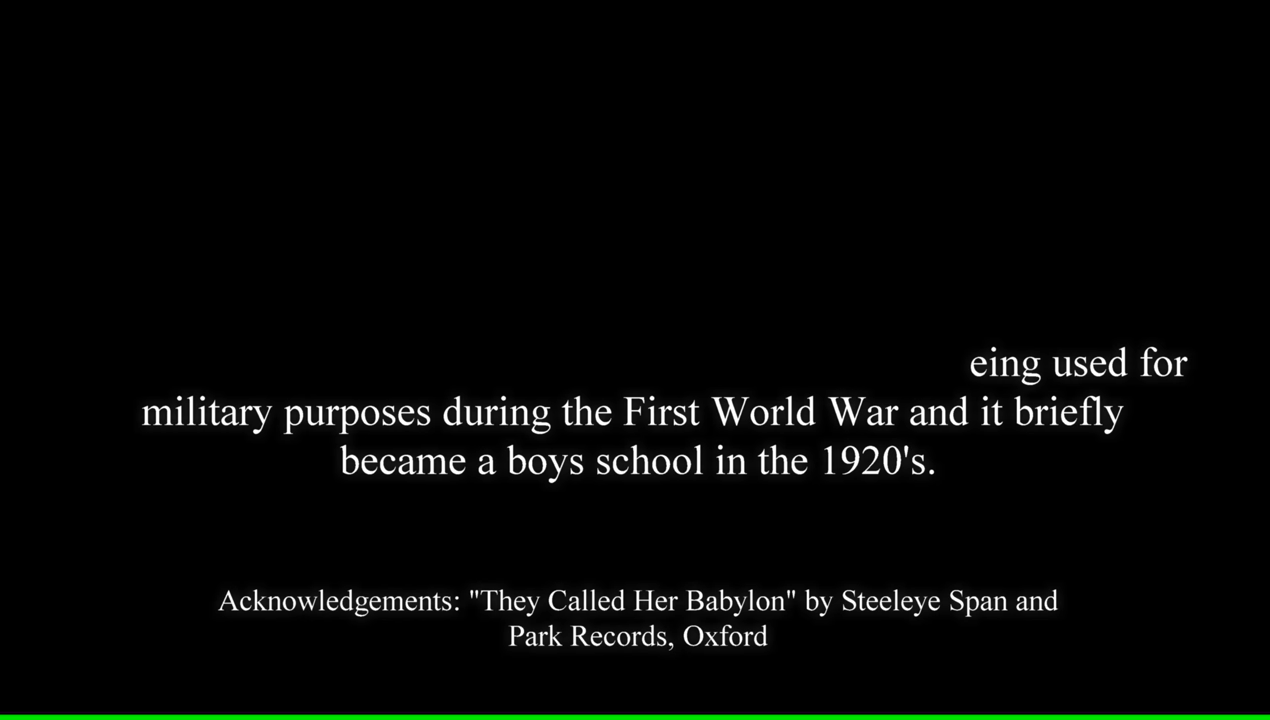 eing used for
military purposes during the First World War and it briefly
became a boys school in the 1920's.
Acknowledgements: "They Called Her Babylon" by Steeleye Span and
Park Records, Oxford